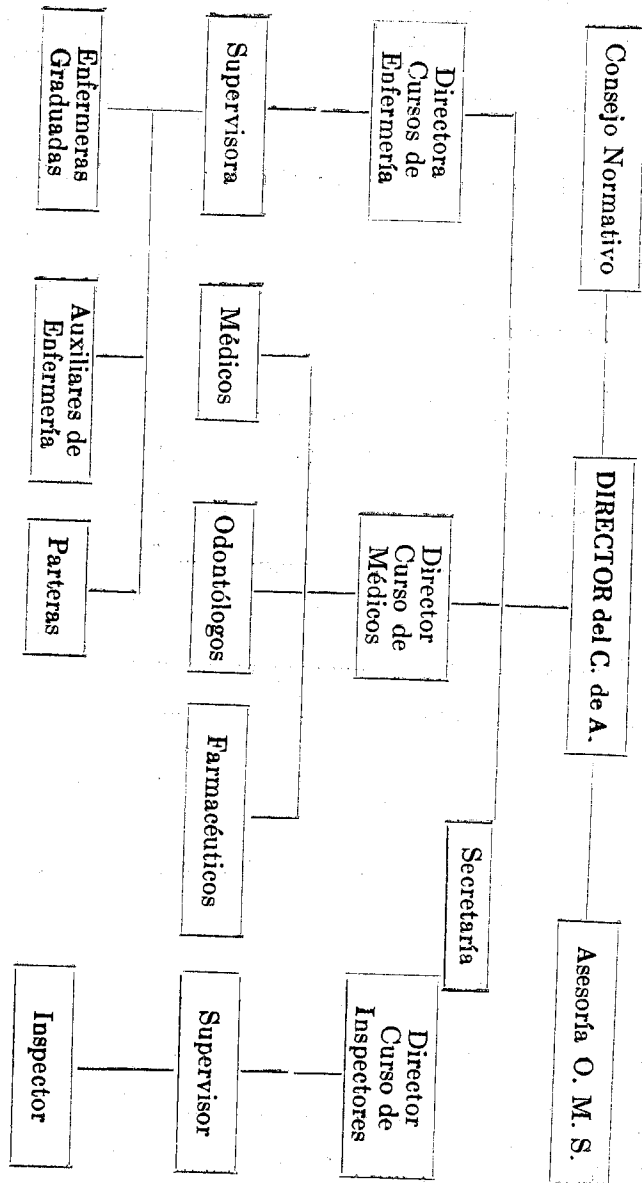 Consejo Normativo
DIRECTOR del C. de A.
Asesoría O. M. S.
Secretaría
Directora
Cursos de
Enfermería
Director
Curso de
Médicos
Director
Curso de
Inspectores
Supervisora
Médicos
Odontólogos
Farmacéuticos
Supervisor
Enfermeras
Graduadas
Auxiliares de
Enfermería
Parteras
Inspector